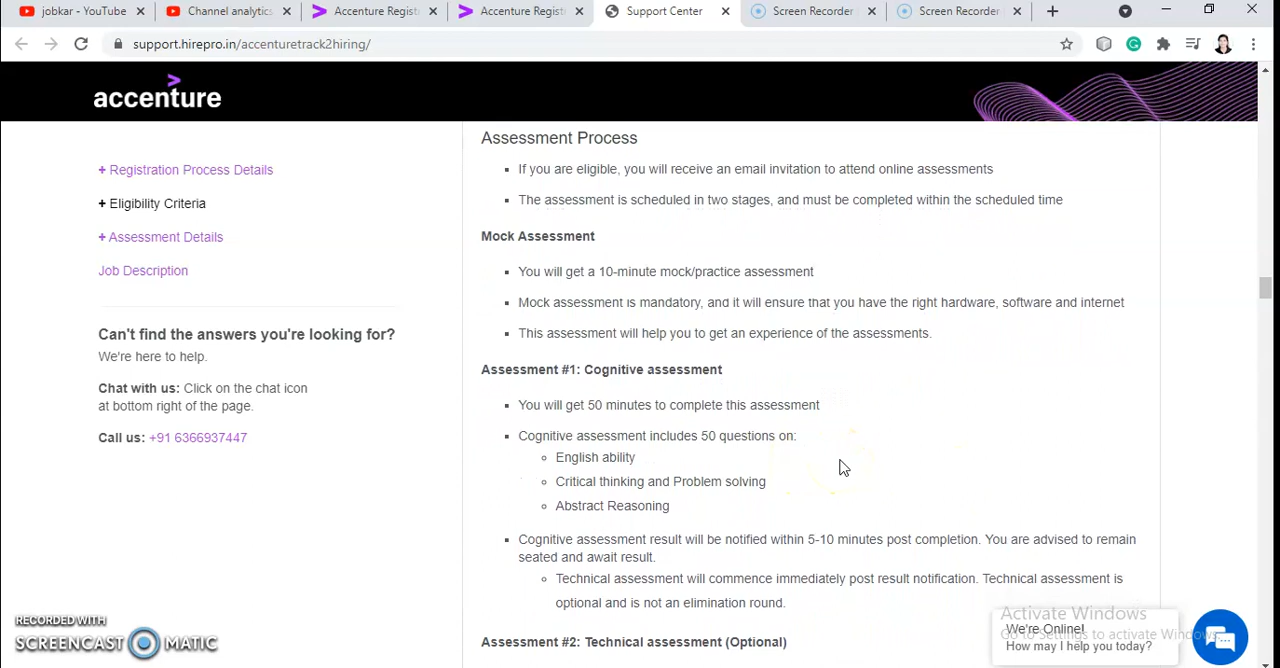 jobkar - YouTube
Channel analytics
Accenture Regist
Accenture Regist
Support Center
Screen Recorder
Screen Recorder
support.hirepro.in/accenturetrack2hiring/
accenture
+ Registration Process Details
+ Eligibility Criteria
+ Assessment Details
Job Description
Can't find the answers you're looking for?
We're here to help.
Chat with us: Click on the chat icon
at bottom right of the page.
Call us: +91 6366937447
Assessment Process
If you are eligible, you will receive an email invitation to attend online assessments
The assessment is scheduled in two stages, and must be completed within the scheduled time
Mock Assessment
You will get a 10-minute mock/practice assessment
Mock assessment is mandatory, and it will ensure that you have the right hardware, software and internet
This assessment will help you to get an experience of the assessments.
Assessment #1: Cognitive assessment
You will get 50 minutes to complete this assessment
Cognitive assessment includes 50 questions on:
English ability
Critical thinking and Problem solving
Abstract Reasoning
Cognitive assessment result will be notified within 5-10 minutes post completion. You are advised to remain
seated and await result.
Technical assessment will commence immediately post result notification. Technical assessment is
optional and is not an elimination round.
Assessment #2: Technical assessment (Optional)
Activate Windows
Go to Settings to activate Windows.
We're Online!
How may I help you today?
RECORDED WITH
SCREENCAST MATIC